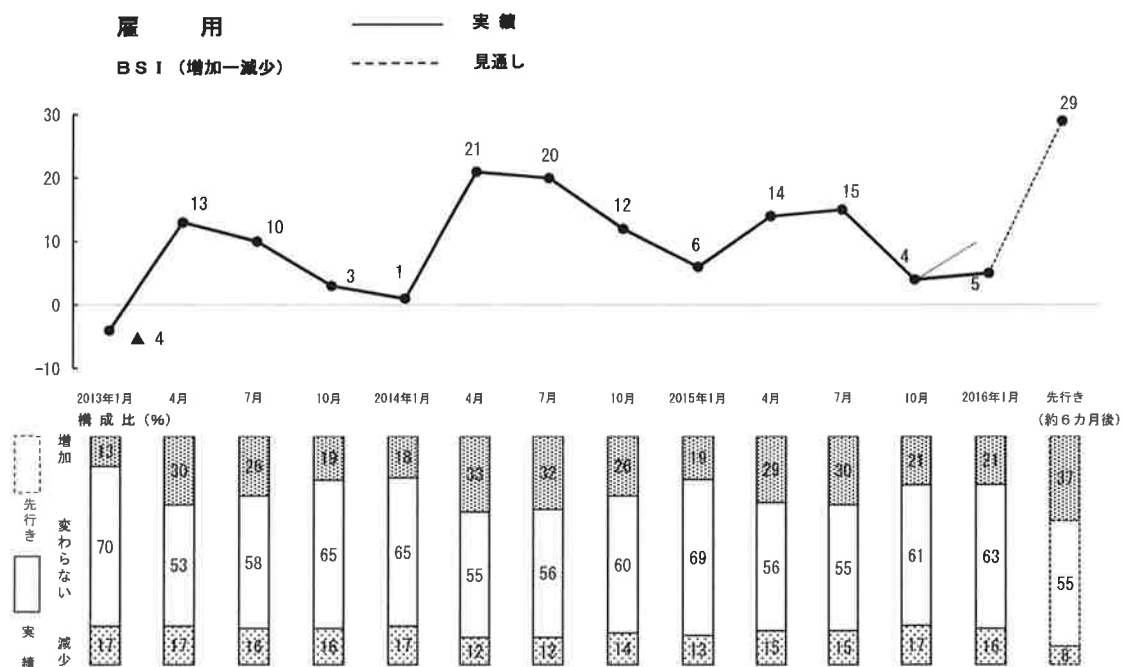 雇　用
実 績
BSI (増加ー減少)
見通し
30
20
10
0
-10
▲ 4
13
10
3
1
21
20
12
6
14
15
4
5
29
2013年1月 4月 7月 10月 2014年1月 4月 7月 10月 2015年1月 4月 7月 10月 2016年1月 先行き
(約6カ月後)
構成比(%)
増加
変わらない
減少
先行き
実績
13 30 26 19 18 33 32 26 19 29 30 21 21 37
70 53 58 65 65 55 56 60 69 56 55 61 63 55
17 17 16 16 17 12 12 14 13 15 15 17 16 8